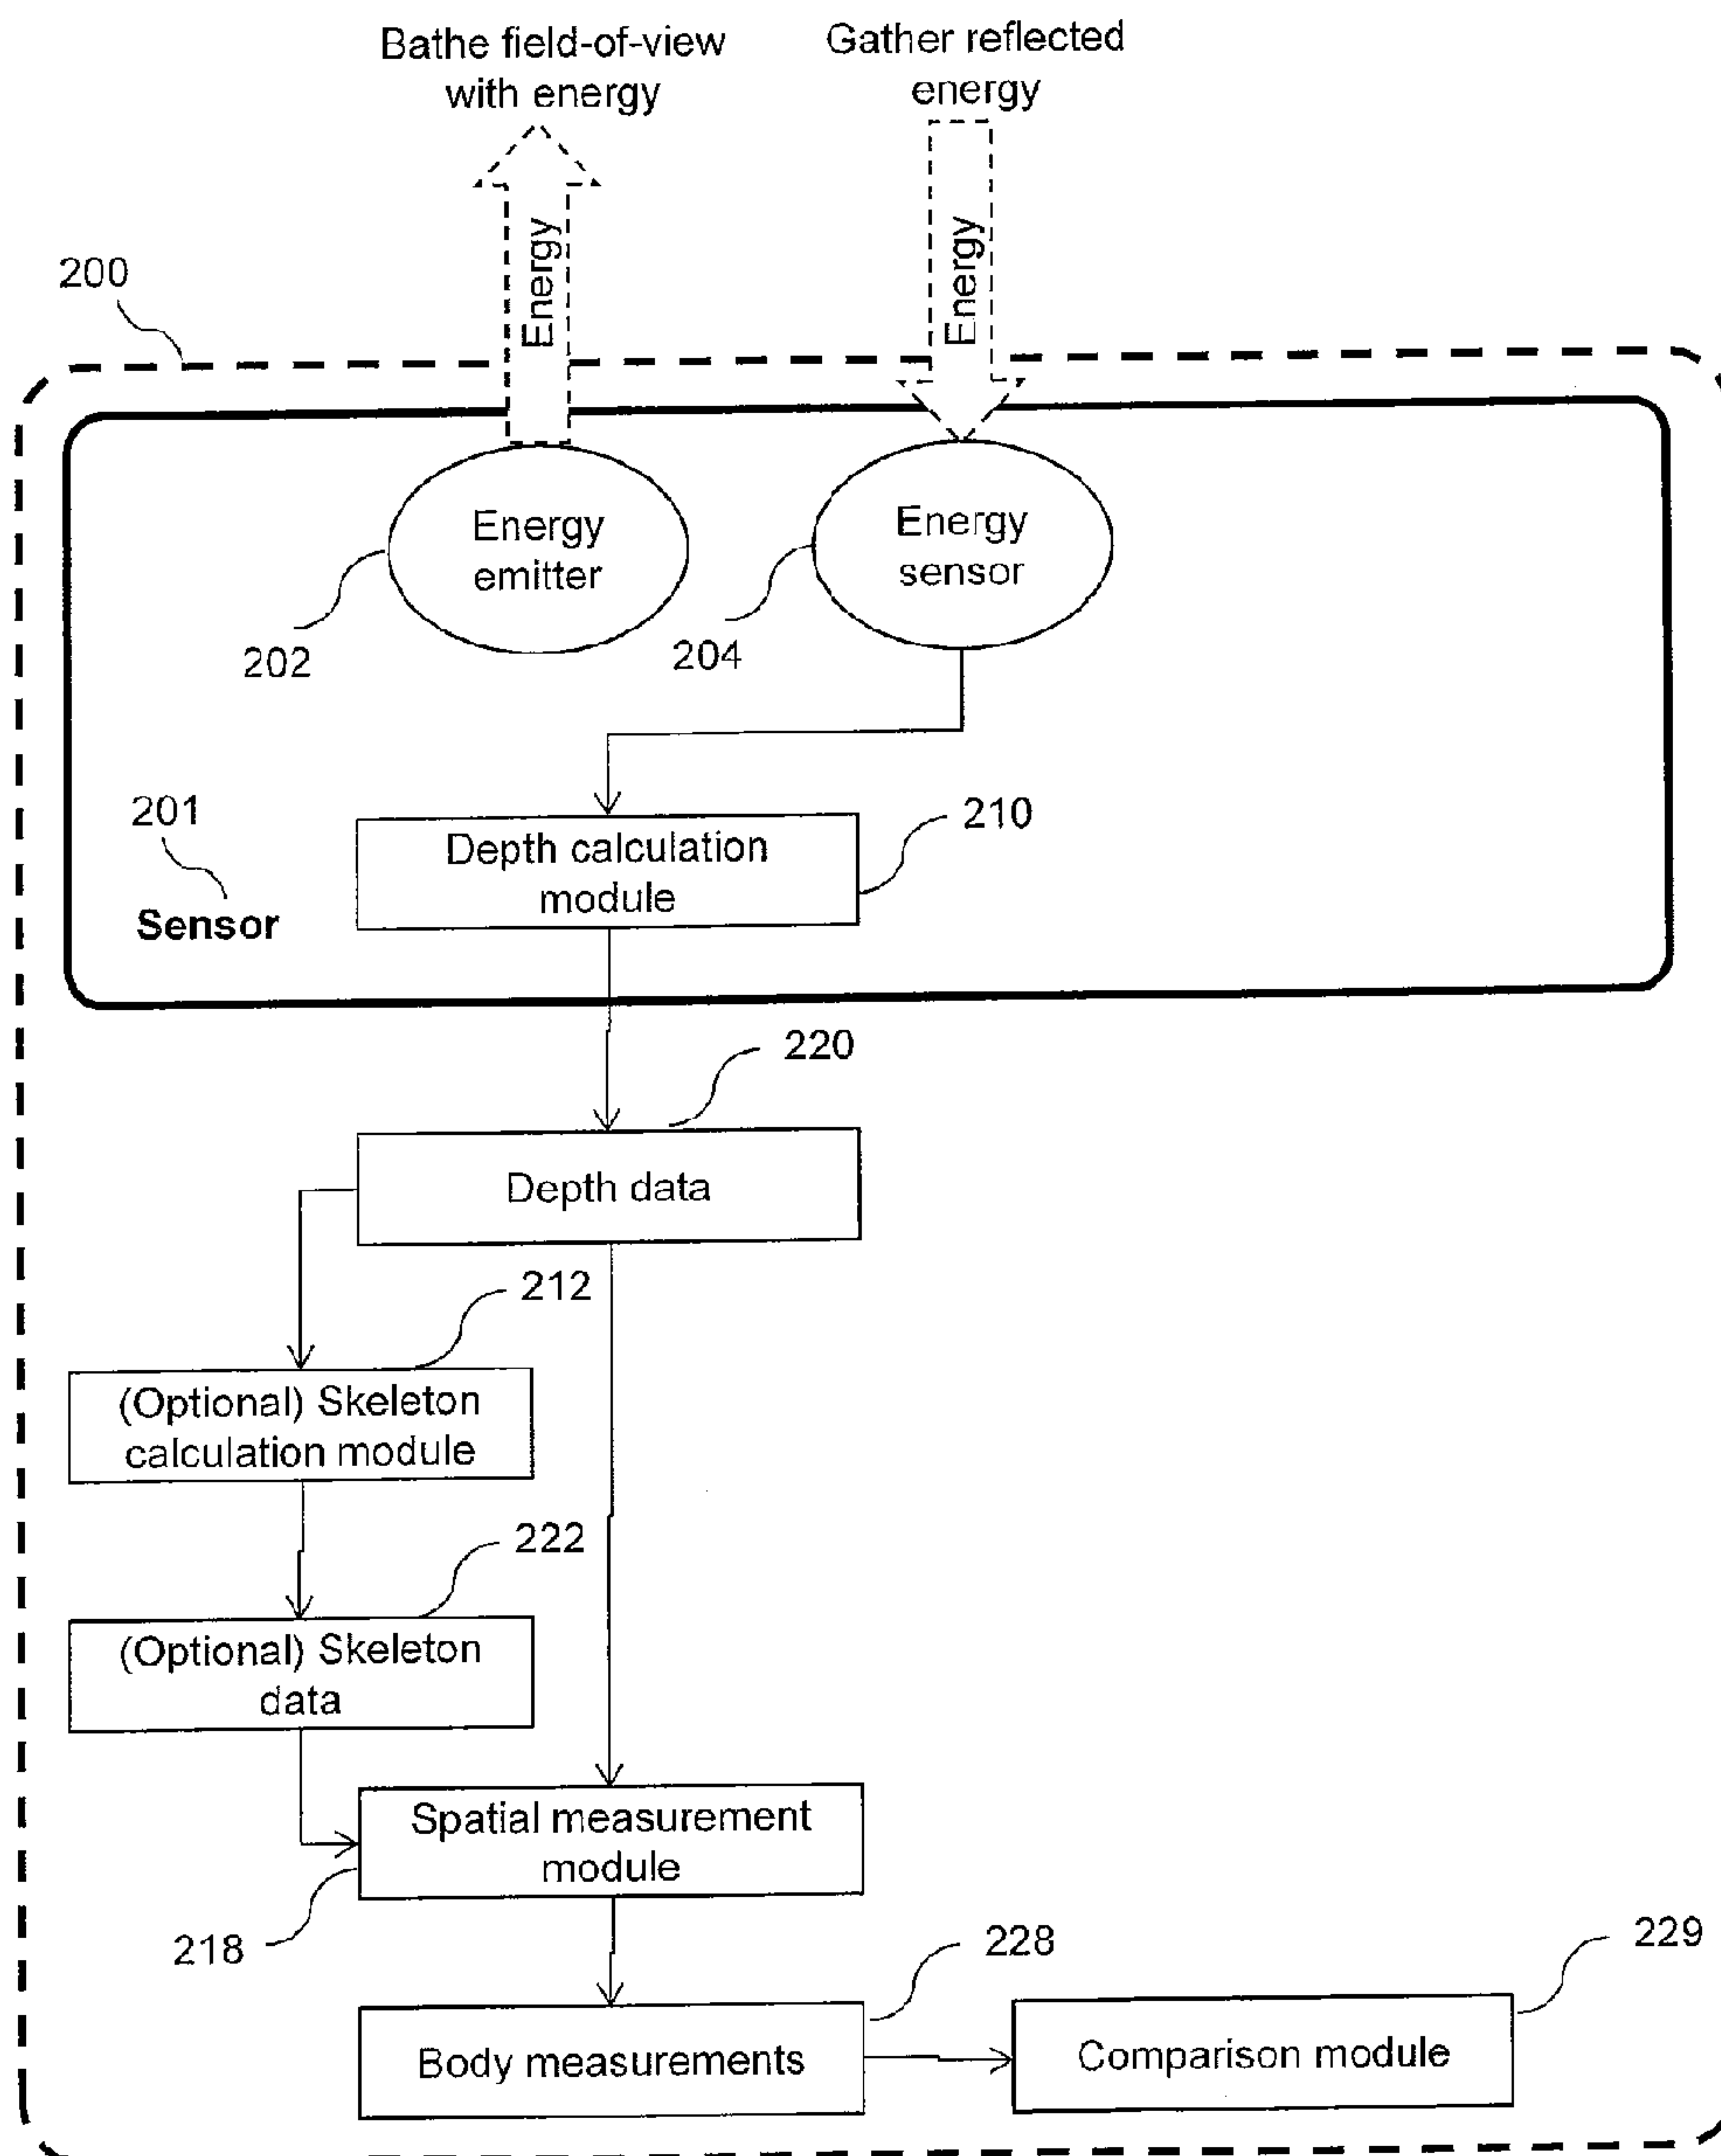 Bathe field-of-view
with energy
Gather reflected
energy
Energy
Energy
200
Energy
emitter
Energy
sensor
202
204
201
Sensor
Depth calculation
module
210
220
Depth data
212
(Optional) Skeleton
calculation module
222
(Optional) Skeleton
data
Spatial measurement
module
218
228
229
Body measurements
Comparison module